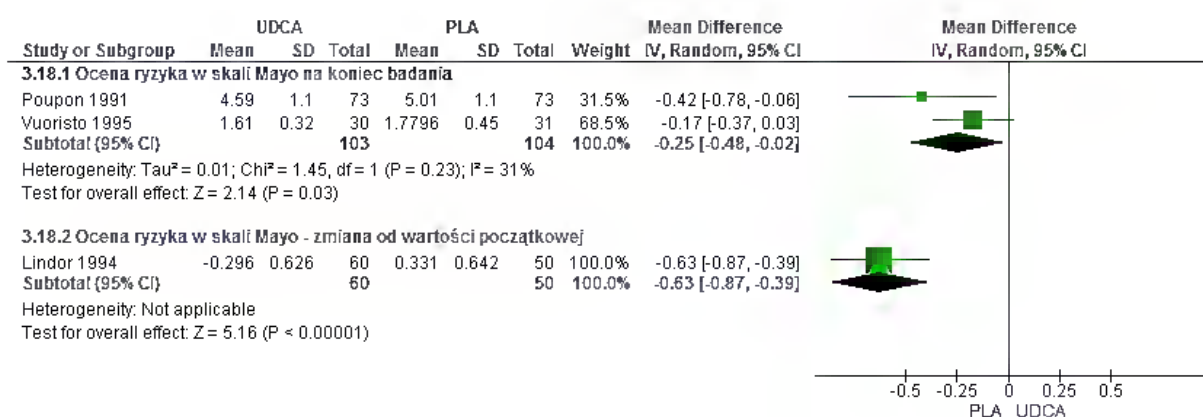 UDCA PLA Mean Difference Mean Difference
Study or Subgroup Mean SD Total Mean SD Total Weight IV, Random, 95% CI IV, Random, 95% CI
3.18.1 Ocena ryzyka w skali Mayo na koniec badania
Poupon 1991 4.59 1.1 73 5.01 1.1 73 31.5% -0.42 [-0.78, -0.06]
Vuoristo 1995 1.61 0.32 30 1.7796 0.45 31 68.5% -0.17 [-0.37, 0.03]
Subtotal (95% CI) 103 104 100.0% -0.25 [-0.48, -0.02]
Heterogeneity: Tau² = 0.01; Chi² = 1.45, df = 1 (P = 0.23); I² = 31%
Test for overall effect: Z = 2.14 (P = 0.03)
3.18.2 Ocena ryzyka w skali Mayo - zmiana od wartości początkowej
Lindor 1994 -0.296 0.626 60 0.331 0.642 50 100.0% -0.63 [-0.87, -0.39]
Subtotal (95% CI) 60 50 100.0% -0.63 [-0.87, -0.39]
Heterogeneity: Not applicable
Test for overall effect: Z = 5.16 (P < 0.00001)
-0.5 -0.25 0 0.25 0.5
PLA UDCA